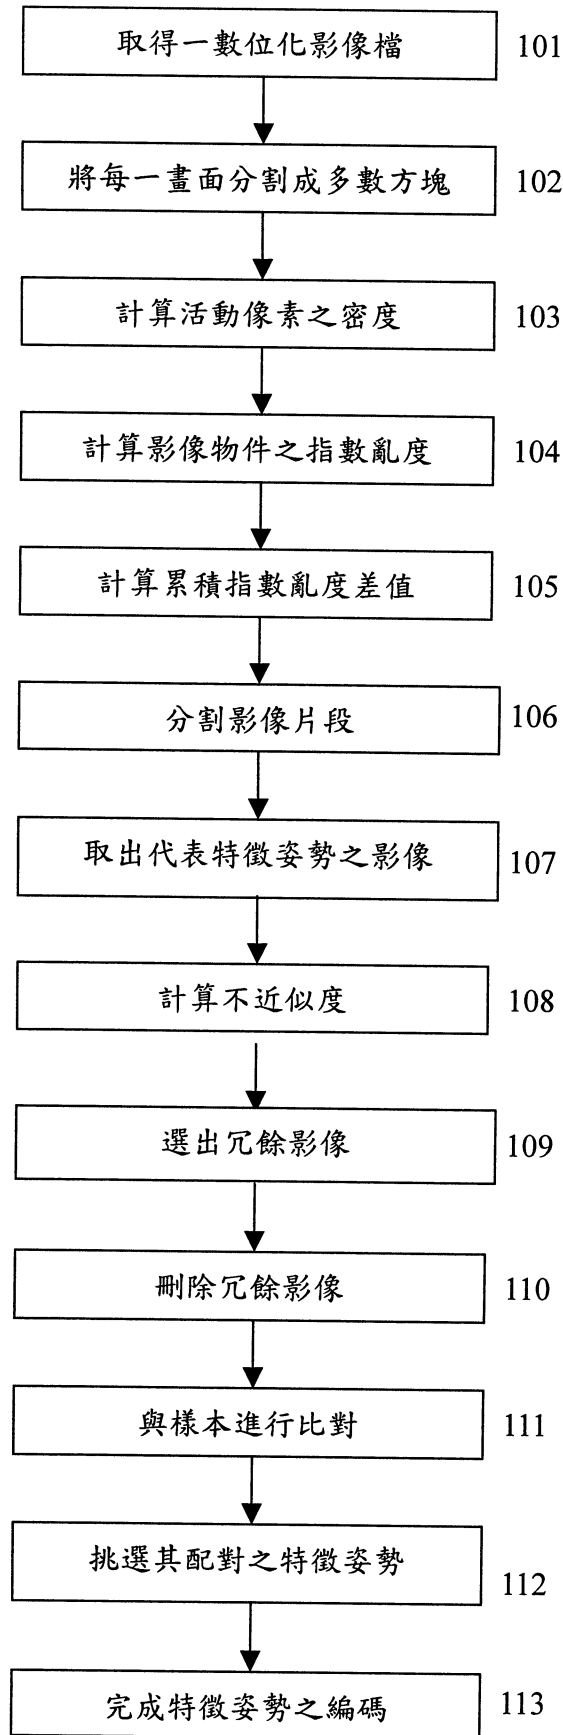 取得一數位化影像檔 101
將每一畫面分割成多數方塊 102
計算活動像素之密度 103
計算影像物件之指數亂度 104
計算累積指數亂度差值 105
分割影像片段 106
取出代表特徵姿勢之影像 107
計算不近似度 108
選出冗餘影像 109
刪除冗餘影像 110
與樣本進行比對 111
挑選其配對之特徵姿勢 112
完成特徵姿勢之編碼 113